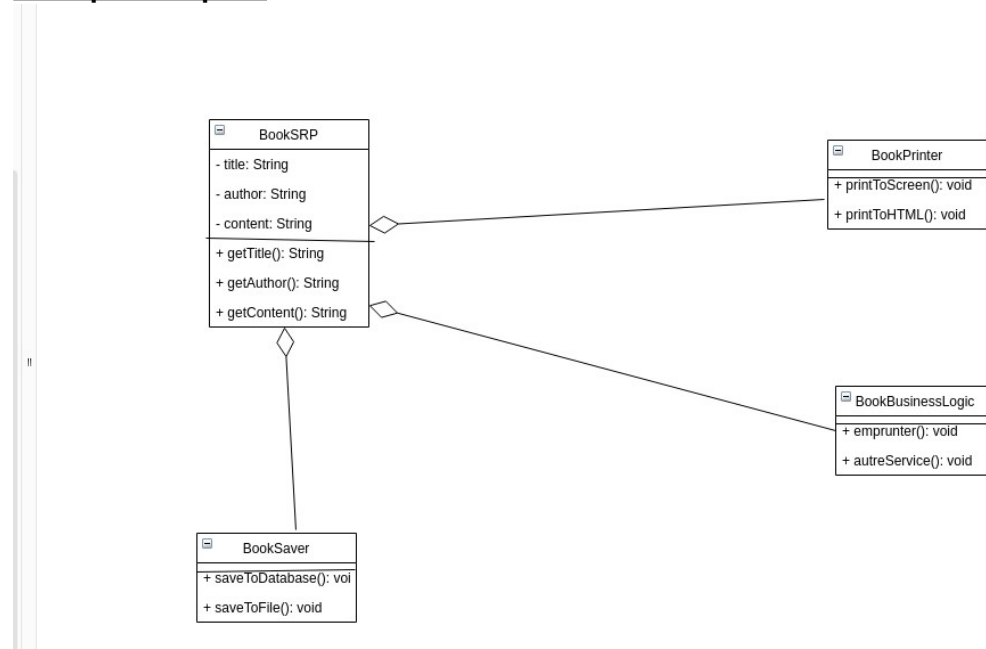 BookSRP
- title: String
- author: String
- content: String
+ getTitle(): String
+ getAuthor(): String
+ getContent(): String
BookPrinter
+ printToScreen(): void
+ printToHTML(): void
BookBusinessLogic
+ emprunter(): void
+ autreService(): void
BookSaver
+ saveToDatabase(): voi
+ saveToFile(): void